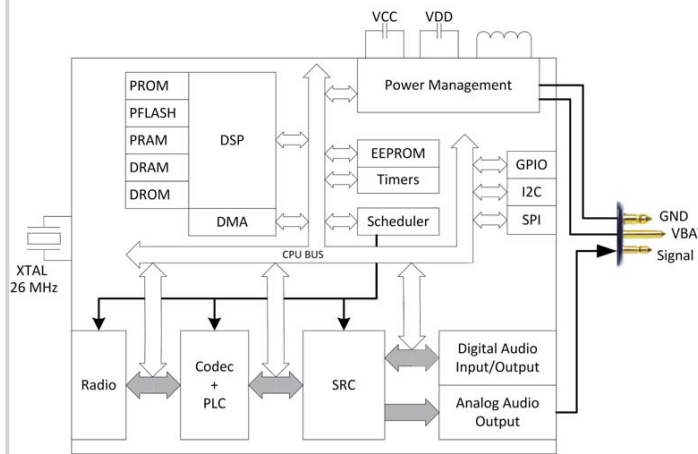 VCC
VDD
Power Management
PROM
PFLASH
PRAM
DRAM
DROM
DSP
DMA
EEPROM
Timers
Scheduler
GPIO
I2C
SPI
GND
VBA
Signal
XTAL
26 MHz
CPU BUS
Radio
Codec
+
PLC
SRC
Digital Audio
Input/Output
Analog Audio
Output